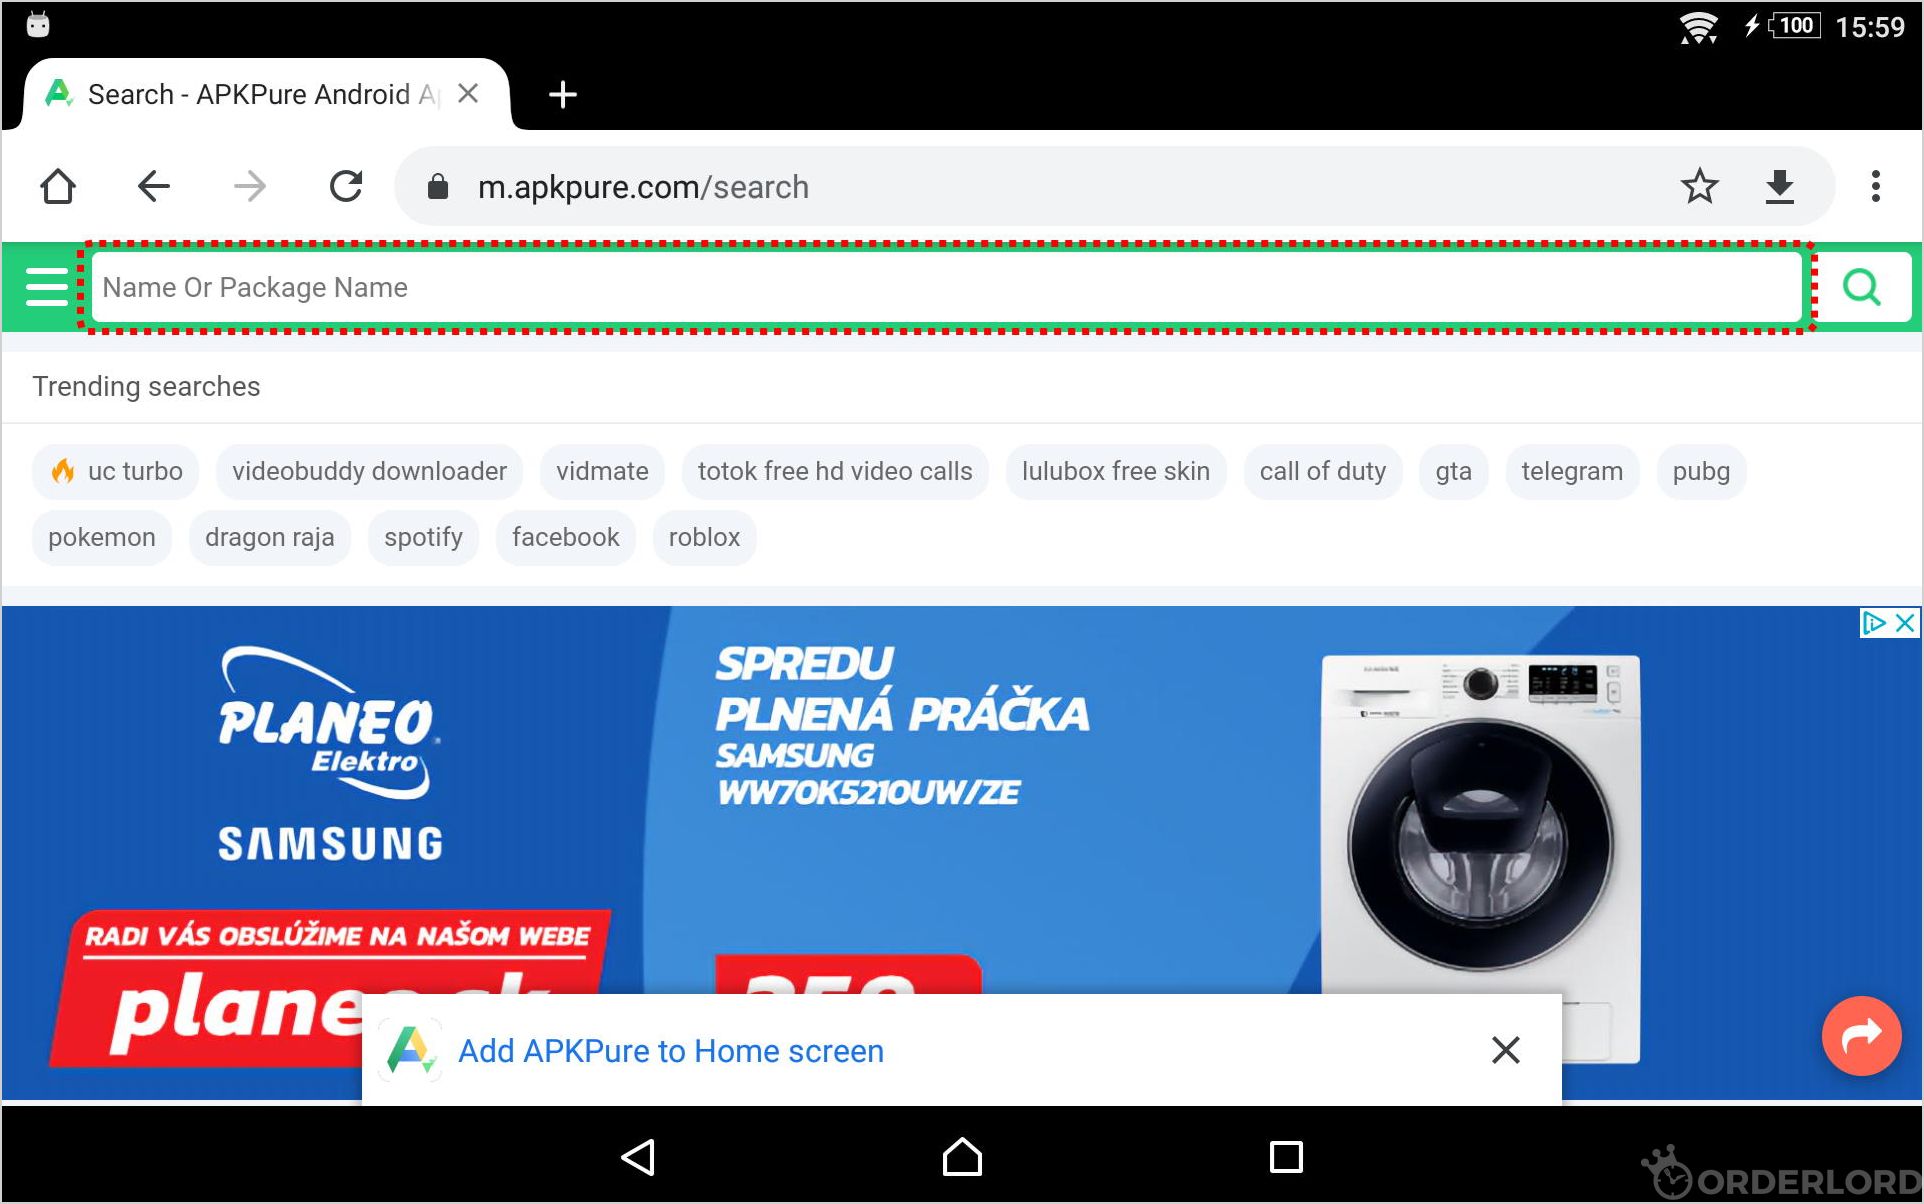 100 15:59
Search - APKPure Android A
m.apkpure.com/search
Name Or Package Name
Trending searches
uc turbo videobuddy downloader vidmate totok free hd video calls lulubox free skin call of duty gta telegram pubg
pokemon dragon raja spotify facebook roblox
PLANEO
Elektro
SAMSUNG
RADI VÁS OBSLÚŽIME NA NAŠOM WEBE
SPREDU
PLNENÁ PRÁČKA
SAMSUNG
WW70K5210UW/ZE
Add APKPure to Home screen
ORDERLORD